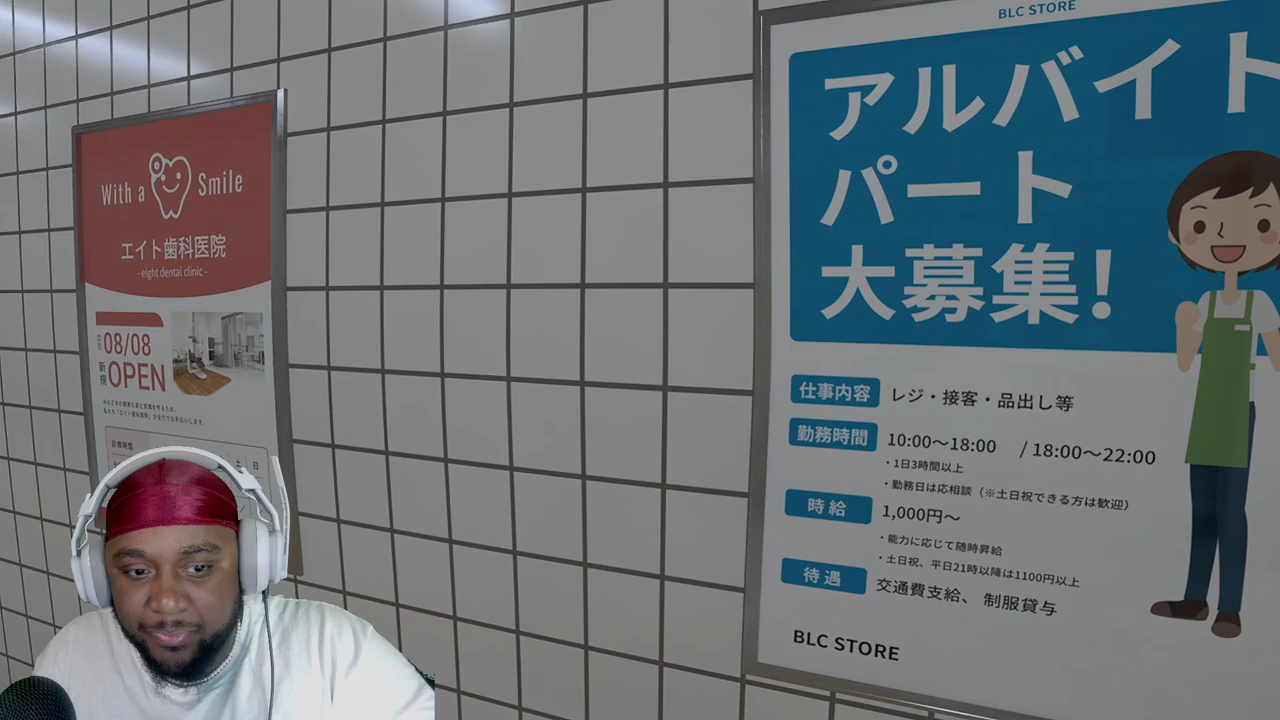 With a Smile
エイト歯科医院
- eight dental clinic -
08/08
新規
OPEN
診療時間
土 日
BLC STORE
アルバイト
パート
大募集!
仕事内容 レジ・接客・品出し等
勤務時間 10:00〜18:00 / 18:00〜22:00
・1日3時間以上
・勤務日は応相談（※土日祝できる方は歓迎）
時給 1,000円〜
・能力に応じて随時昇給
・土日祝、平日21時以降は1100円以上
待遇 交通費支給、 制服貸与
BLC STORE